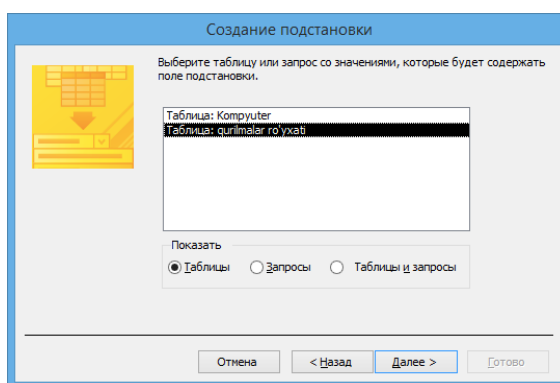 Создание подстановки
Выберите таблицу или запрос со значениями, которые будет содержать
поле подстановки.
Таблица: Kompyuter
Таблица: qurilmalar ro'yxati
Показать
Таблицы
Запросы
Таблицы и запросы
Отмена
< Назад
Далее >
Готово